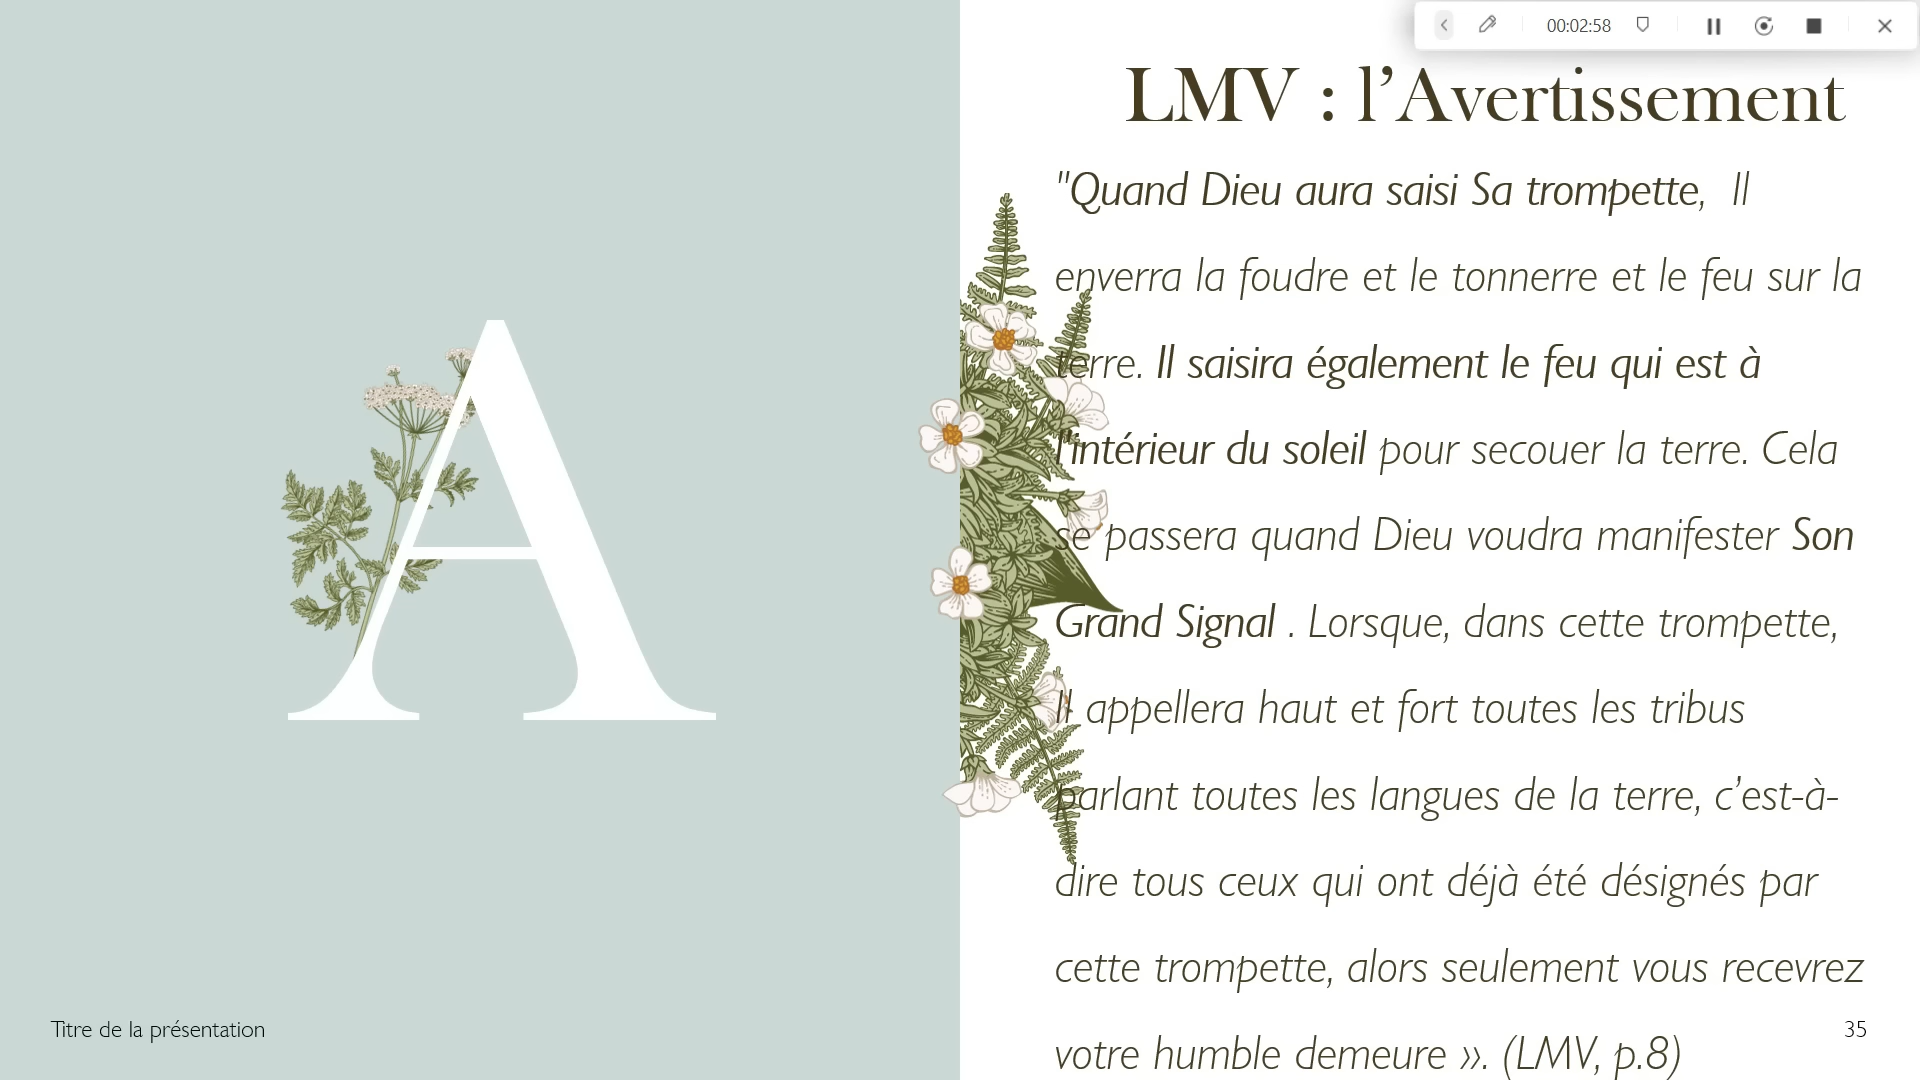 00:02:58
LMV : l’Avertissement
"Quand Dieu aura saisi Sa trompette,  Il
enverra la foudre et le tonnerre et le feu sur la
terre. Il saisira également le feu qui est à
l'intérieur du soleil pour secouer la terre. Cela
se passera quand Dieu voudra manifester Son
Grand Signal . Lorsque, dans cette trompette,
Il appellera haut et fort toutes les tribus
parlant toutes les langues de la terre, c’est-à-
dire tous ceux qui ont déjà été désignés par
cette trompette, alors seulement vous recevrez
votre humble demeure ». (LMV, p.8)
A
Titre de la présentation
35